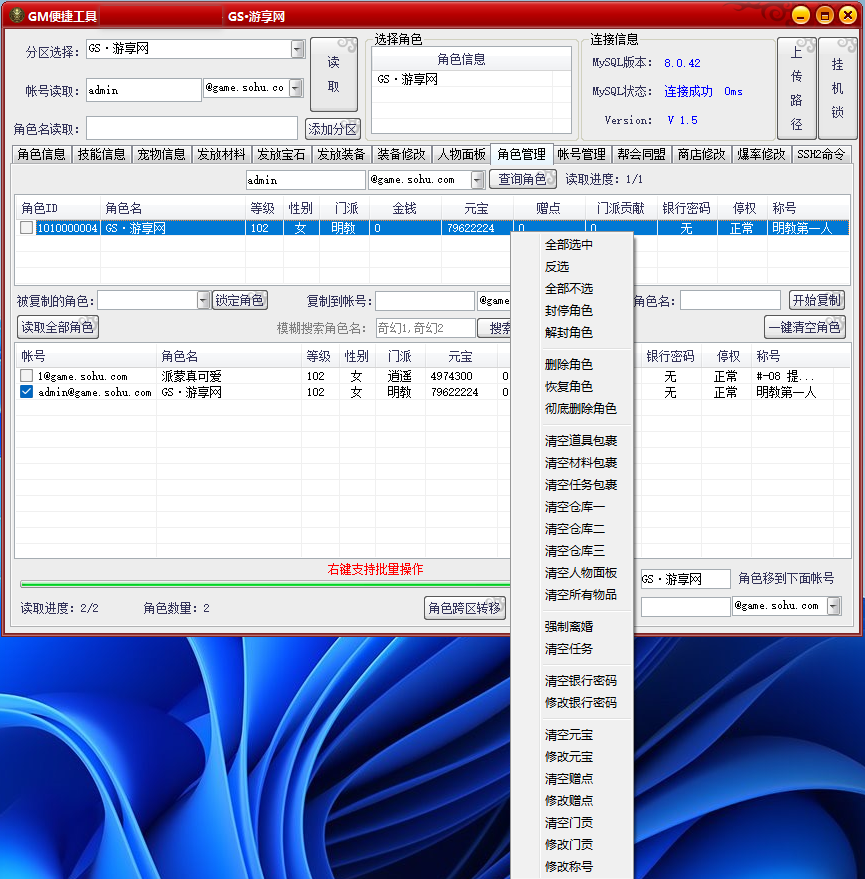 GM便捷工具 GS•游享网
分区选择: GS·游享网
读取
帐号读取: admin @game.sohu.co
角色名读取:
添加分区
选择角色
角色信息
GS·游享网
连接信息
MySQL版本: 8.0.42
MySQL状态: 连接成功 0ms
Version: V 1.5
上传路径
挂机锁
角色信息 技能信息 宠物信息 发放材料 发放宝石 发放装备 装备修改 人物面板 角色管理 帐号管理 帮会同盟 商店修改 爆率修改 SSH2命令
admin @game.sohu.com 查询角色 读取进度: 1/1
角色ID 角色名 等级 性别 门派 金钱 元宝 赠点 门派贡献 银行密码 停权 称号
1010000004 GS·游享网 102 女 明教 0 79622224 0 0 无 正常 明教第一人
被复制的角色: 锁定角色 复制到帐号: @game 角色名: 开始复制
读取全部角色 模糊搜索角色名: 奇幻1,奇幻2 搜索 一键清空角色
帐号 角色名 等级 性别 门派 元宝 银行密码 停权 称号
1@game.sohu.com 派蒙真可爱 102 女 逍遥 4974300 0 无 正常 #-08 提...
admin@game.sohu.com GS·游享网 102 女 明教 79622224 0 无 正常 明教第一人
右键支持批量操作
读取进度: 2/2 角色数量: 2 角色跨区转移
GS·游享网 角色移到下面帐号
@game.sohu.com
全部选中
反选
全部不选
封停角色
解封角色
删除角色
恢复角色
彻底删除角色
清空道具包裹
清空材料包裹
清空任务包裹
清空仓库一
清空仓库二
清空仓库三
清空人物面板
清空所有物品
强制离婚
清空任务
清空银行密码
修改银行密码
清空元宝
修改元宝
清空赠点
修改赠点
清空门贡
修改门贡
修改称号